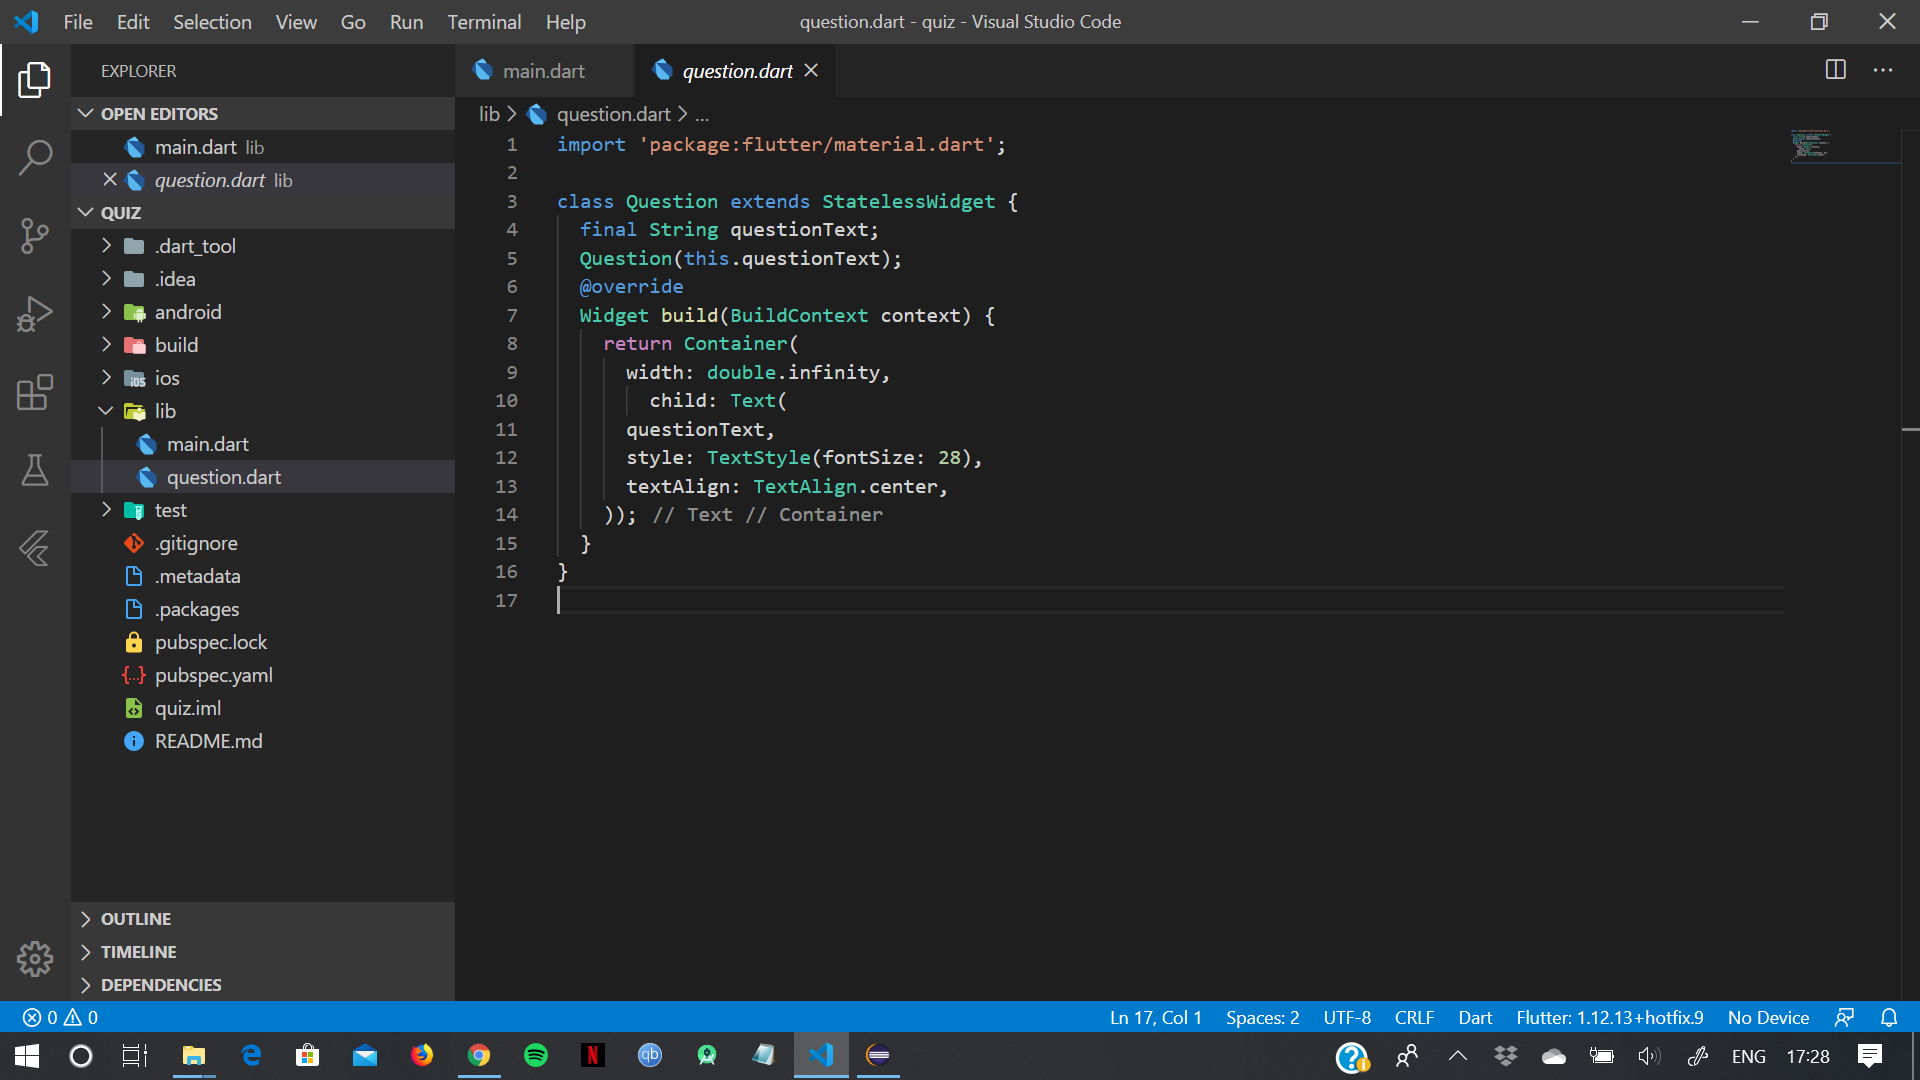 File Edit Selection View Go Run Terminal Help question.dart - quiz - Visual Studio Code
EXPLORER
OPEN EDITORS
main.dart lib
question.dart lib
QUIZ
.dart_tool
.idea
android
build
ios
lib
main.dart
question.dart
test
.gitignore
.metadata
.packages
pubspec.lock
pubspec.yaml
quiz.iml
README.md
OUTLINE
TIMELINE
DEPENDENCIES
main.dart question.dart
lib > question.dart > ...
1 import 'package:flutter/material.dart';
2
3 class Question extends StatelessWidget {
4 final String questionText;
5 Question(this.questionText);
6 @override
7 Widget build(BuildContext context) {
8 return Container(
9 width: double.infinity,
10 child: Text(
11 questionText,
12 style: TextStyle(fontSize: 28),
13 textAlign: TextAlign.center,
14 )); // Text // Container
15 }
16 }
17
0 0 Ln 17, Col 1 Spaces: 2 UTF-8 CRLF Dart Flutter: 1.12.13+hotfix.9 No Device
ENG 17:28